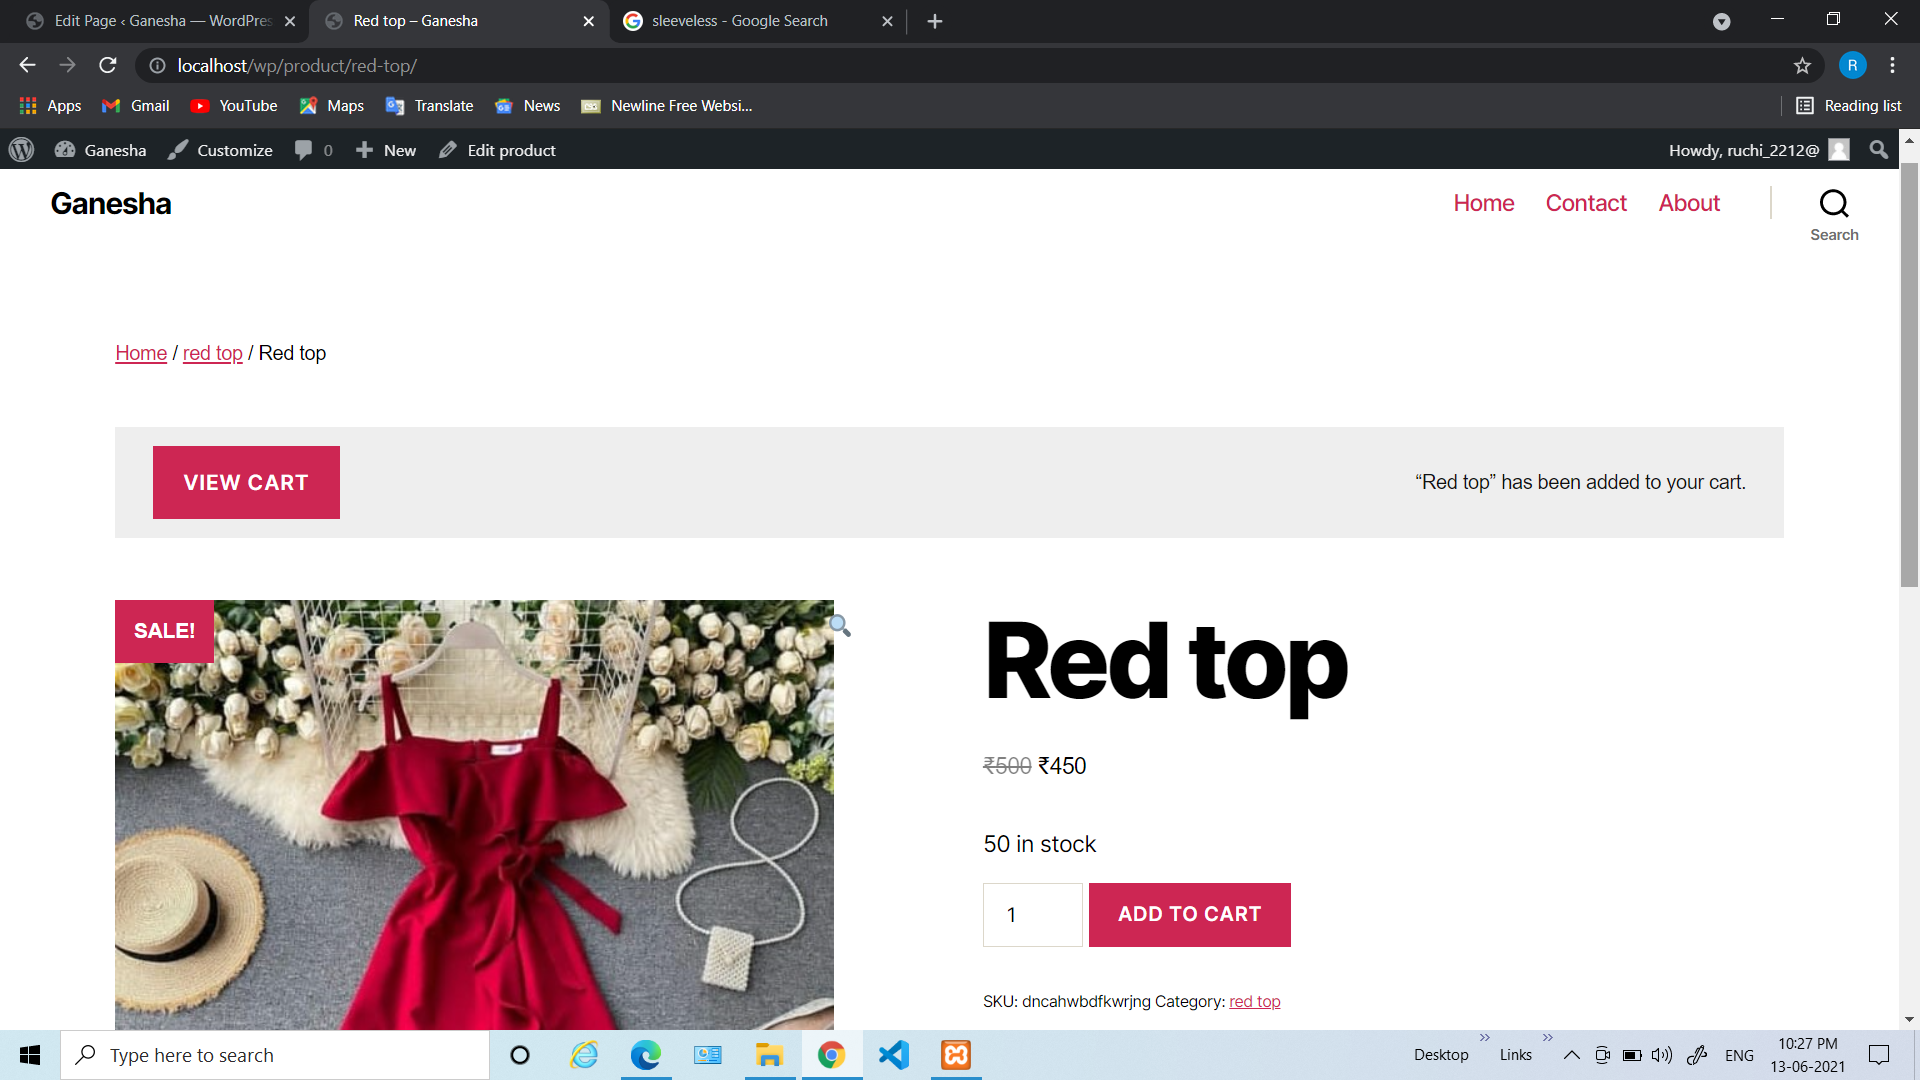 Edit Page ‹ Ganesha — WordPres
Red top – Ganesha
sleeveless - Google Search
localhost/wp/product/red-top/
R
Apps
Gmail
YouTube
Maps
Translate
News
Newline Free Websi...
Reading list
Ganesha
Customize
0
New
Edit product
Howdy, ruchi_2212@
Ganesha
Home
Contact
About
Search
Home / red top / Red top
VIEW CART
“Red top” has been added to your cart.
SALE!
Red top
₹500 ₹450
50 in stock
1
ADD TO CART
SKU: dncahwbdfkwrjng Category: red top
Type here to search
Desktop
Links
ENG
10:27 PM
13-06-2021